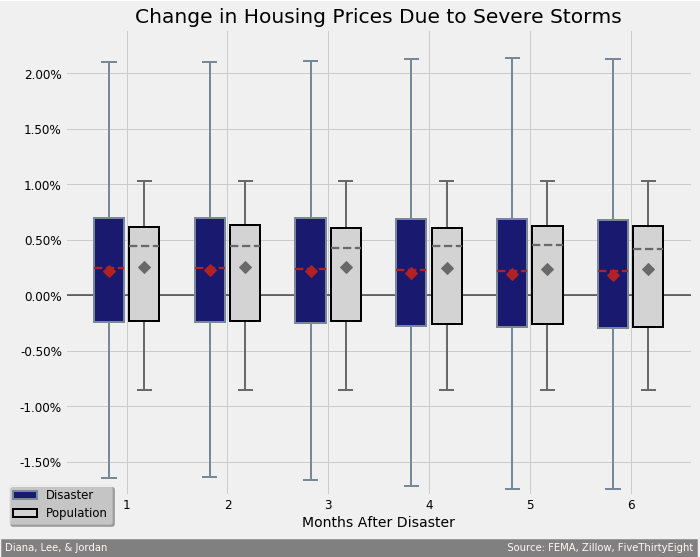 Change in Housing Prices Due to Severe Storms
2.00%
1.50%
1.00%
0.50%
0.00%
-0.50%
-1.00%
-1.50%
1 2 3 4 5 6
Months After Disaster
Disaster
Population
Diana, Lee, & Jordan Source: FEMA, Zillow, FiveThirtyEight